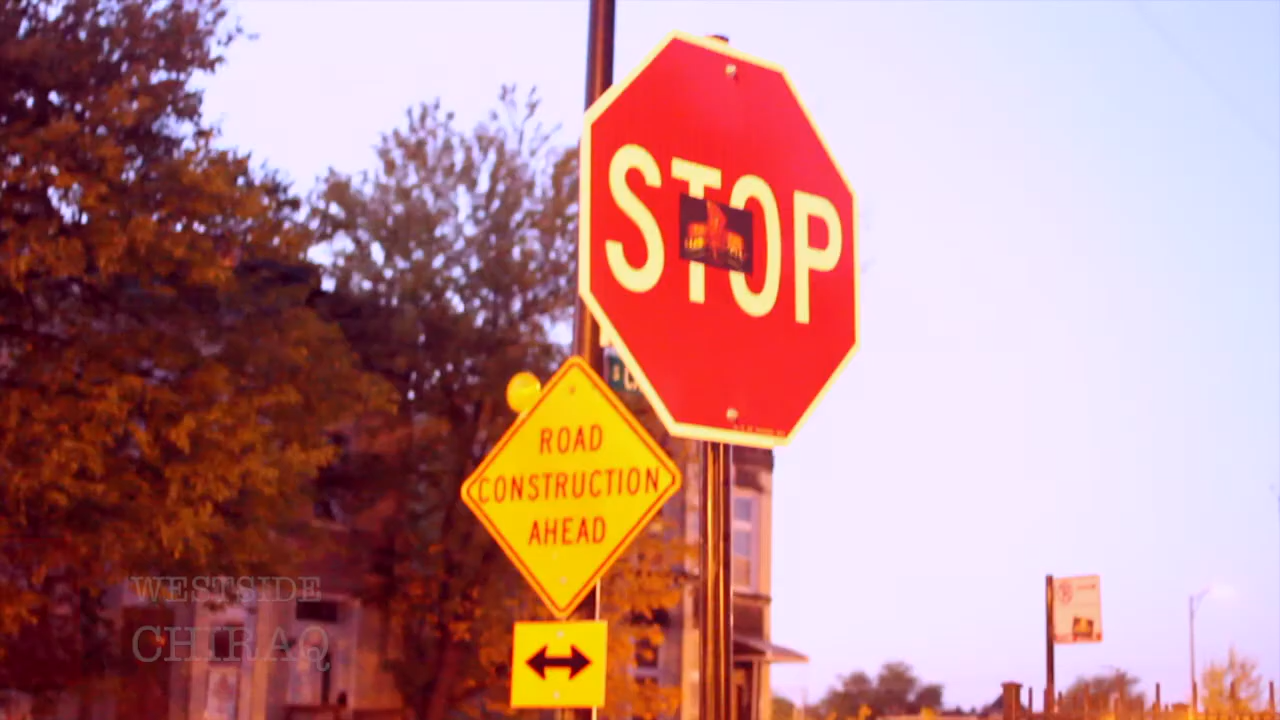 STOP
ROAD
CONSTRUCTION
AHEAD
WESTSIDE
CHIRAQ